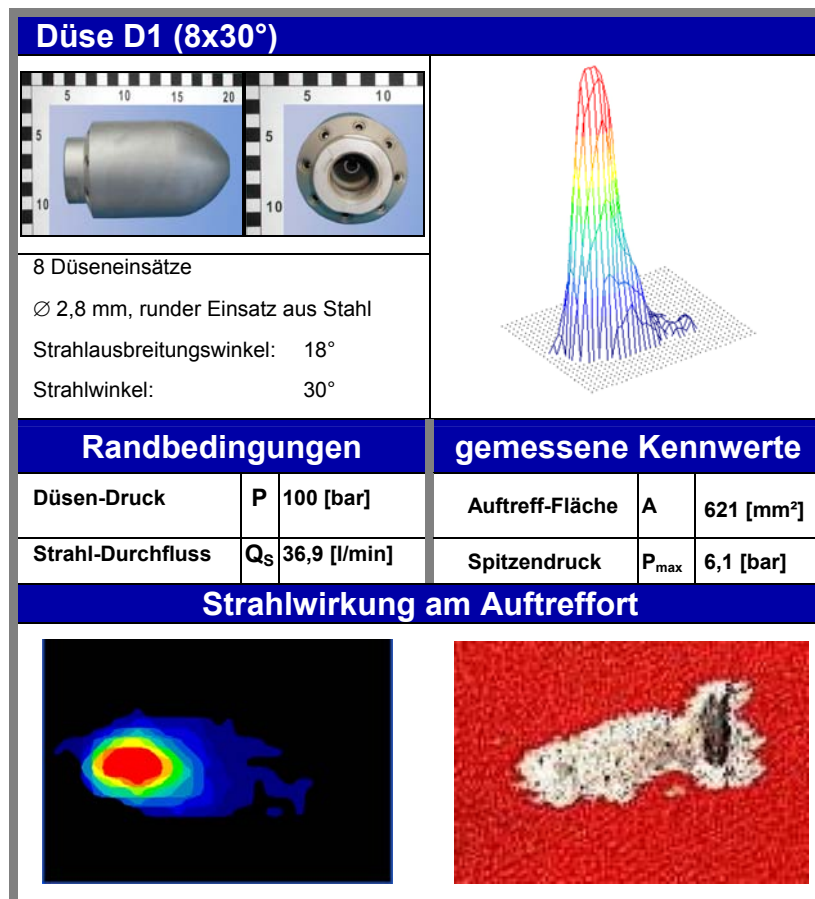 Düse D1 (8x30°)
5 10 15 20
5
10
5 10
5
10
8 Düseneinsätze
∅ 2,8 mm, runder Einsatz aus Stahl
Strahlausbreitungswinkel: 18°
Strahlwinkel: 30°
Randbedingungen
gemessene Kennwerte
Düsen-Druck P 100 [bar]
Auftreff-Fläche A 621 [mm²]
Strahl-Durchfluss QS 36,9 [l/min]
Spitzendruck Pmax 6,1 [bar]
Strahlwirkung am Auftreffort